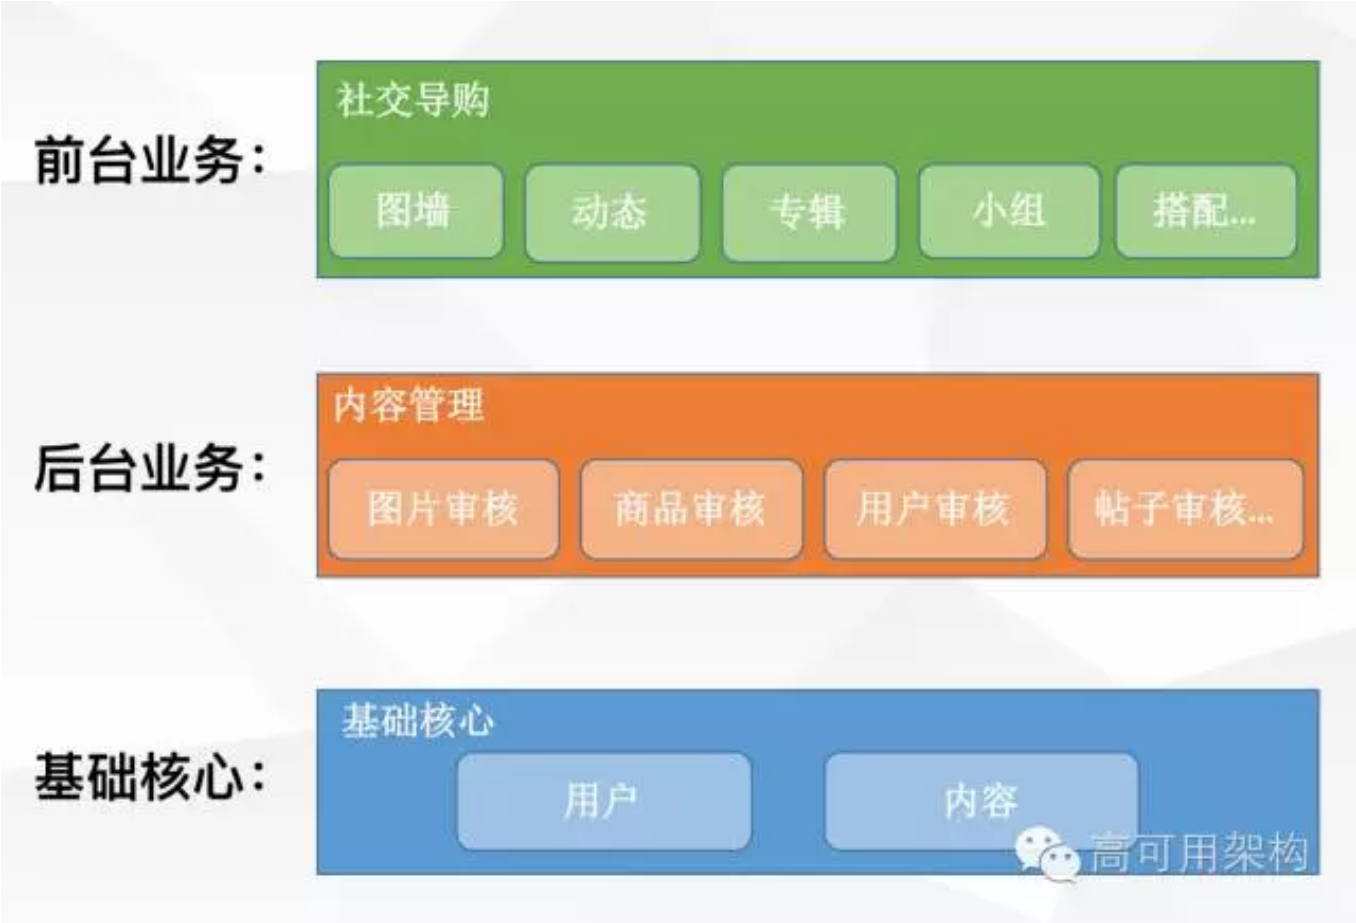 前台业务：
社交导购
图墙 动态 专辑 小组 搭配...
后台业务：
内容管理
图片审核 商品审核 用户审核 帖子审核...
基础核心：
基础核心
用户 内容
高可用架构